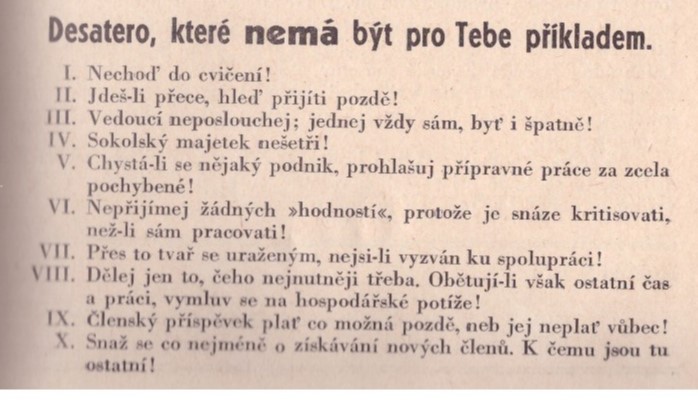 Desatero, které nemá být pro Tebe příkladem.
I. Nechoď do cvičení!
II. Jdeš-li přece, hleď přijíti pozdě!
III. Vedoucí neposlouchej; jednej vždy sám, byť i špatně!
IV. Sokolský majetek nešetři!
V. Chystá-li se nějaký podnik, prohlašuj přípravné práce za zcela
pochybené!
VI. Nepřijímej žádných »hodností«, protože je snáze kritisovati,
než-li sám pracovati!
VII. Přes to tvař se uraženým, nejsi-li vyzván ku spolupráci!
VIII. Dělej jen to, čeho nejnutněji třeba. Obětují-li však ostatní čas
a práci, vymluv se na hospodářské potíže!
IX. Členský příspěvek plať co možná pozdě, neb jej neplať vůbec!
X. Snaž se co nejméně o získávání nových členů. K čemu jsou tu
ostatní!